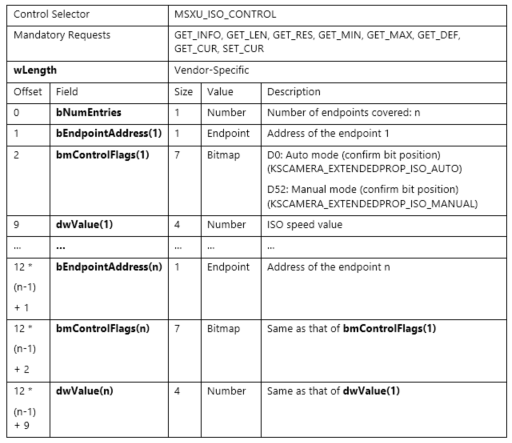 Control Selector MSXU_ISO_CONTROL
Mandatory Requests GET_INFO, GET_LEN, GET_RES, GET_MIN, GET_MAX, GET_DEF,
GET_CUR, SET_CUR
wLength Vendor-Specific
Offset Field Size Value Description
0 bNumEntries 1 Number Number of endpoints covered: n
1 bEndpointAddress(1) 1 Endpoint Address of the endpoint 1
2 bmControlFlags(1) 7 Bitmap D0: Auto mode (confirm bit position)
(KSCAMERA_EXTENDEDPROP_ISO_AUTO)
D52: Manual mode (confirm bit position)
(KSCAMERA_EXTENDEDPROP_ISO_MANUAL)
9 dwValue(1) 4 Number ISO speed value
... ... ... ... ...
12 * bEndpointAddress(n) 1 Endpoint Address of the endpoint n
(n-1)
+ 1
12 * bmControlFlags(n) 7 Bitmap Same as that of bmControlFlags(1)
(n-1)
+ 2
12 * dwValue(n) 4 Number Same as that of dwValue(1)
(n-1)
+ 9